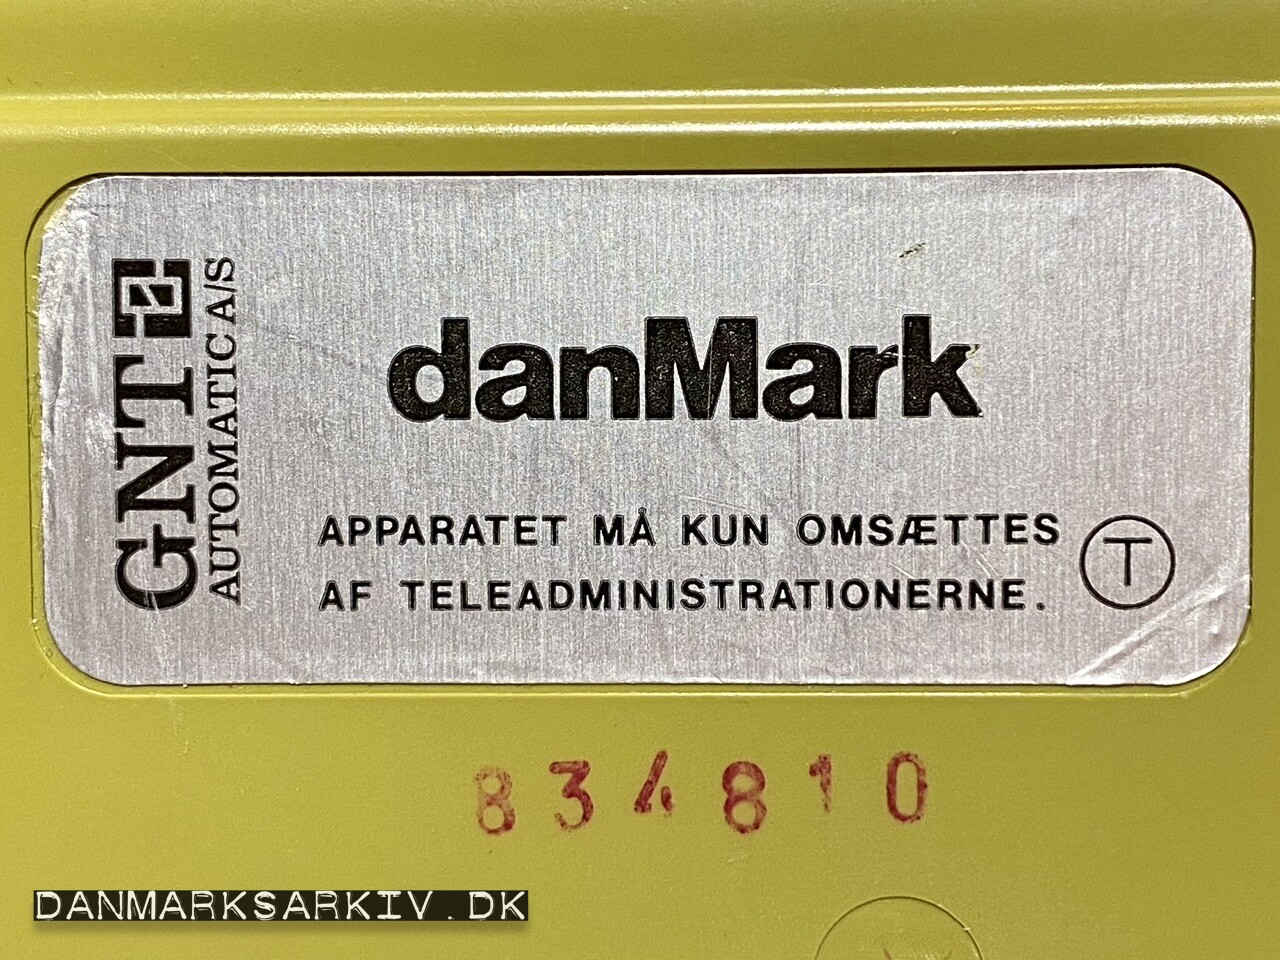 GNT
AUTOMATIC A/S
danMark
APPARATET MÅ KUN OMSÆTTES
AF TELEADMINISTRATIONERNE.
T
834810
DANMARKSARKIV.DK